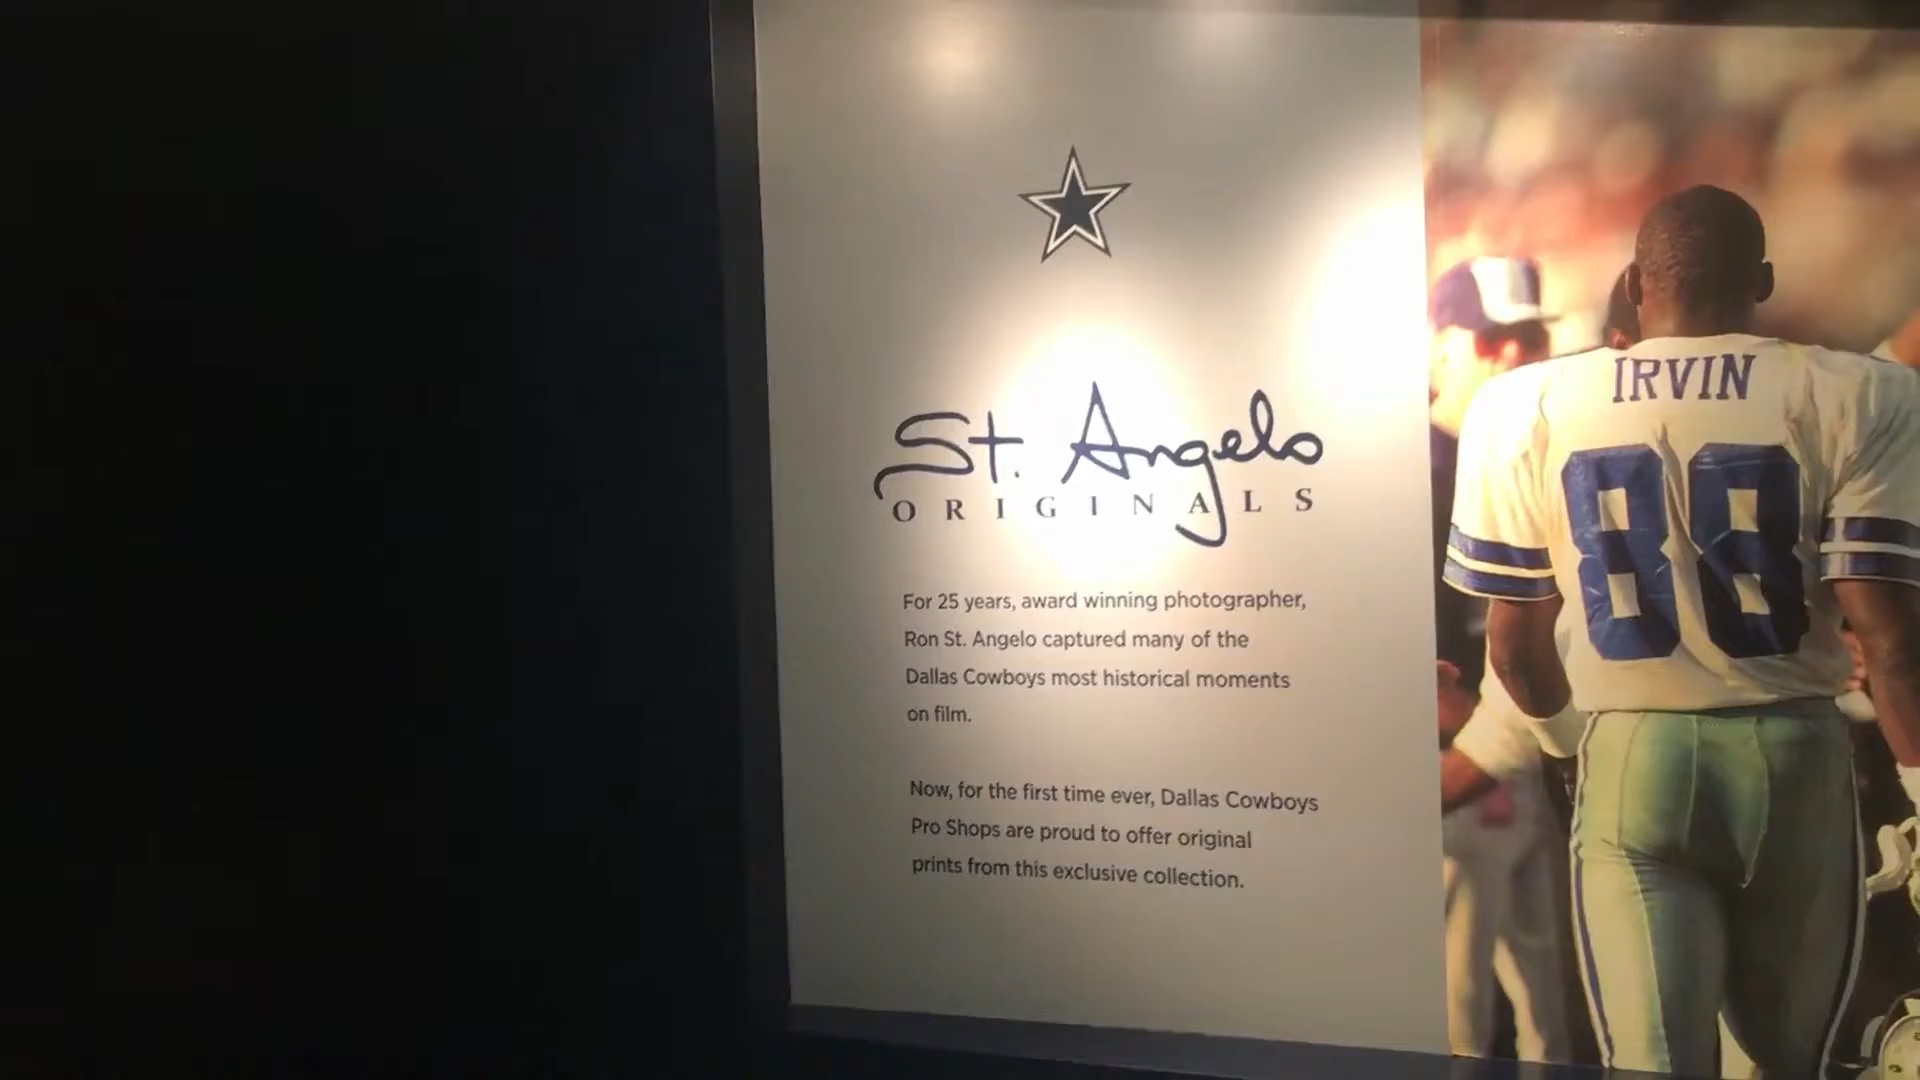 St. Angelo
ORIGINALS
For 25 years, award winning photographer,
Ron St. Angelo captured many of the
Dallas Cowboys most historical moments
on film.
Now, for the first time ever, Dallas Cowboys
Pro Shops are proud to offer original
prints from this exclusive collection.
IRVIN
88